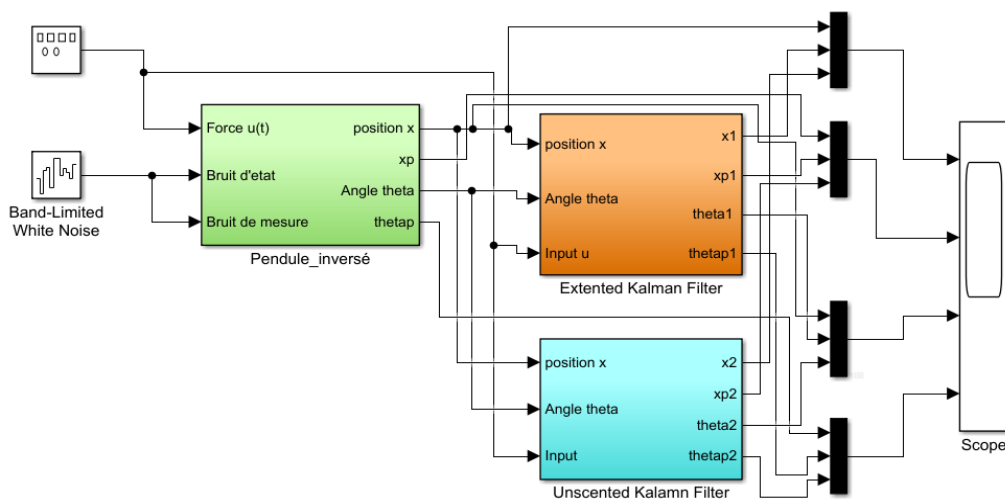 Force u(t)
Bruit d'etat
Bruit de mesure
position x
xp
Angle theta
thetap
Pendule_inversé
Band-Limited
White Noise
position x
Angle theta
Input u
x1
xp1
theta1
thetap1
Extented Kalman Filter
position x
Angle theta
Input
x2
xp2
theta2
thetap2
Unscented Kalamn Filter
Scope